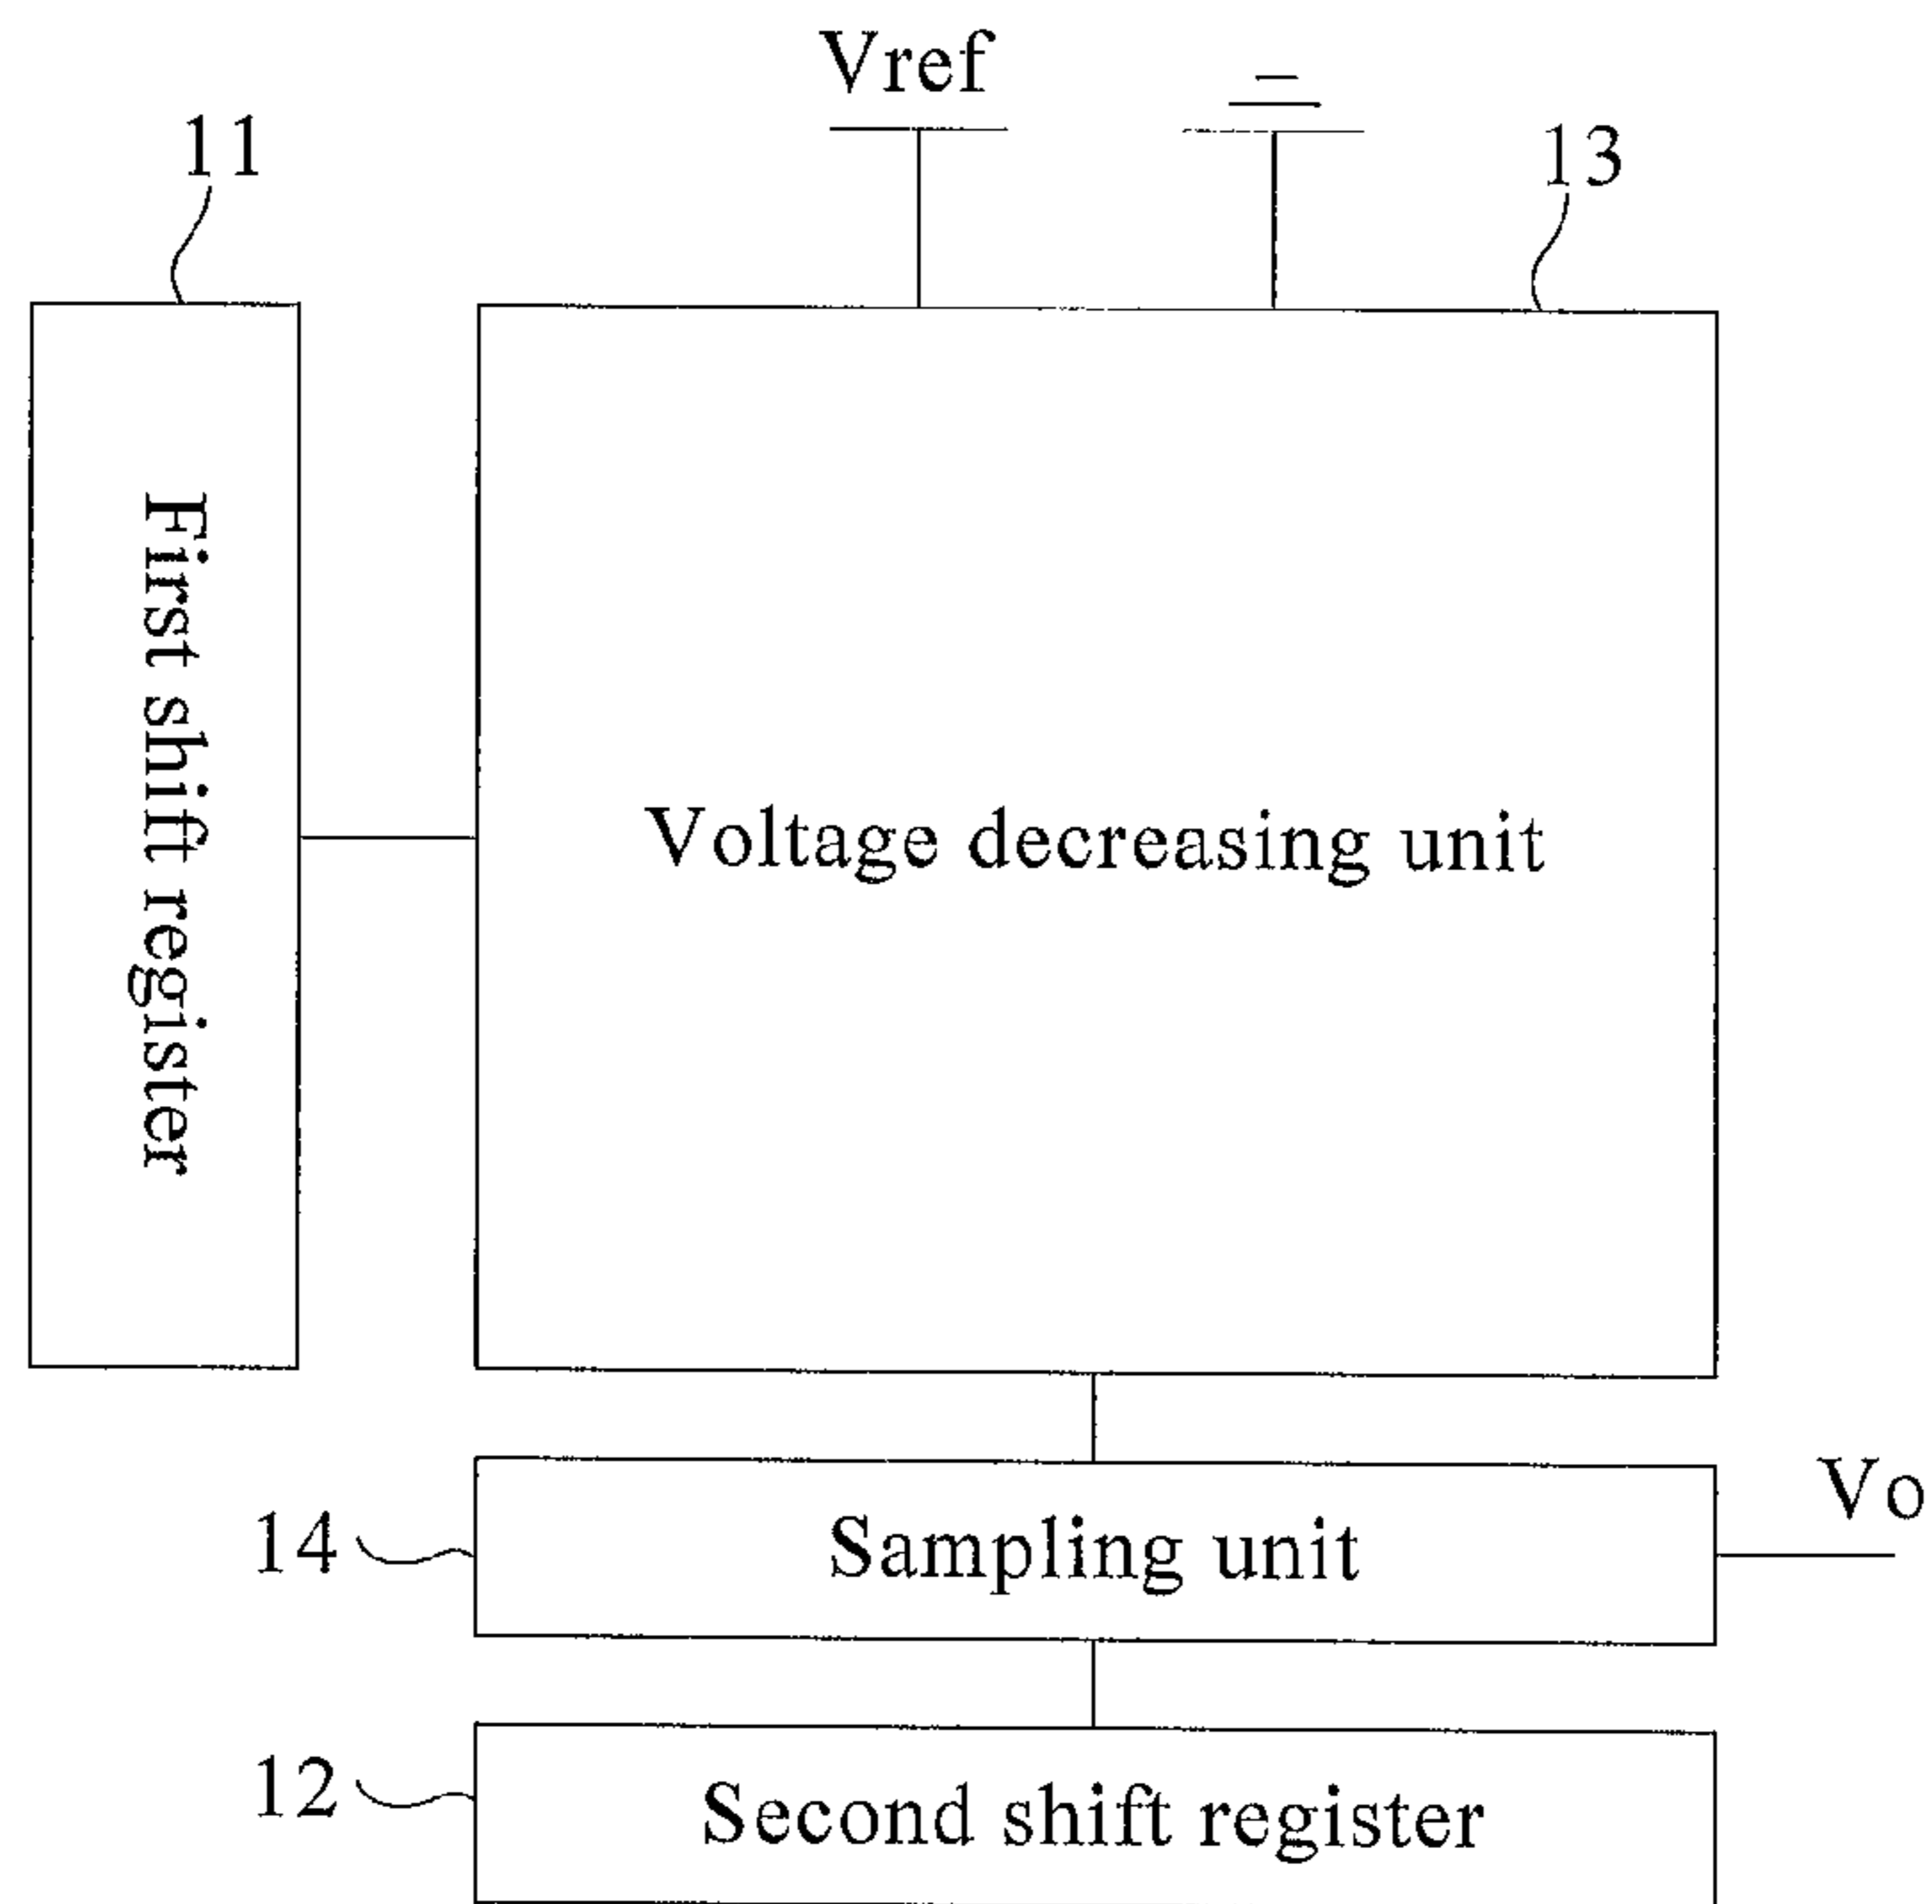 Vref
11
13
First shift register
Voltage decreasing unit
Vo
14
Sampling unit
12
Second shift register